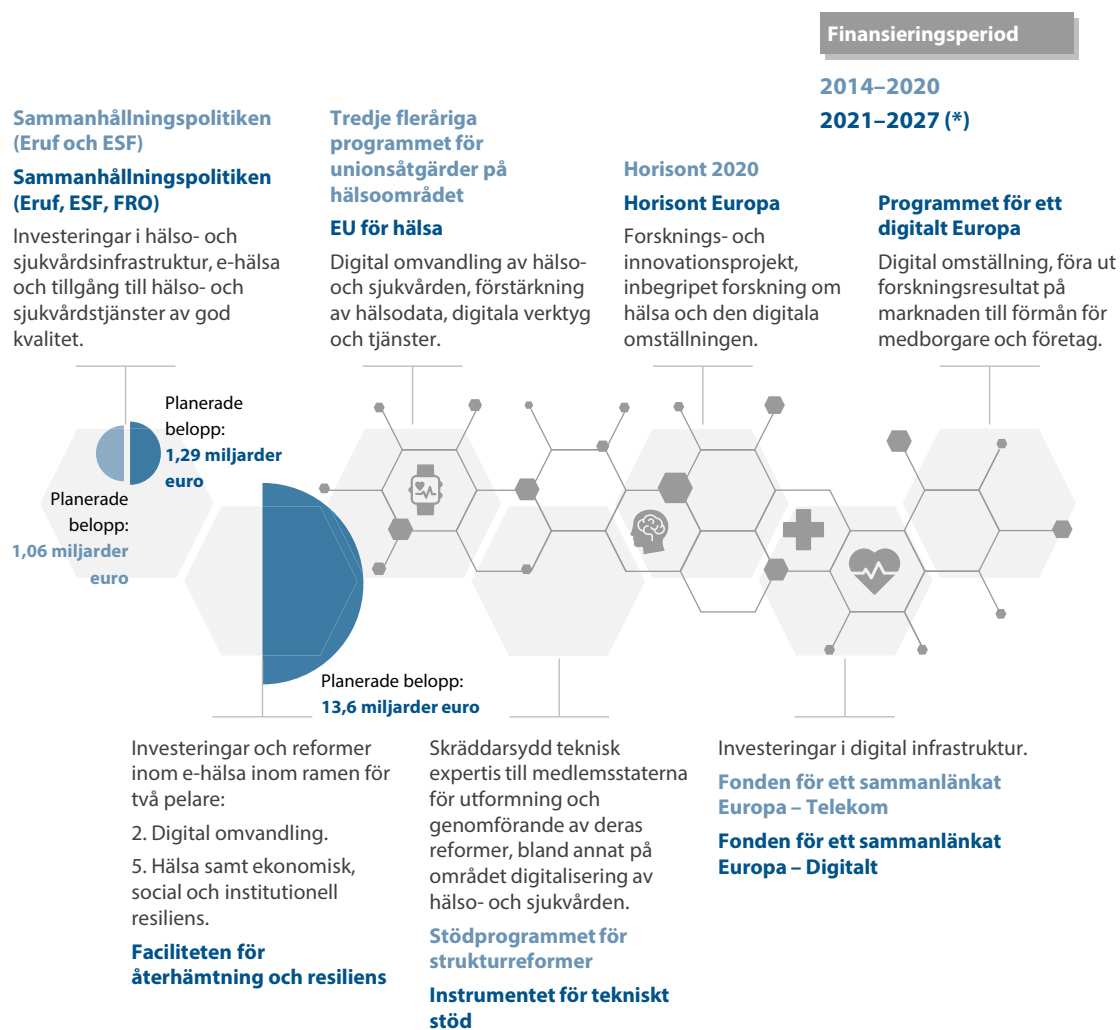 Finansieringsperiod
2014–2020
2021–2027 (*)
Sammanhållningspolitiken
(Eruf och ESF)
Sammanhållningspolitiken
(Eruf, ESF, FRO)
Investeringar i hälso- och
sjukvårdsinfrastruktur, e-hälsa
och tillgång till hälso- och
sjukvårdstjänster av god
kvalitet.
Tredje fleråriga
programmet för
unionsåtgärder på
hälsoområdet
EU för hälsa
Digital omvandling av hälso-
och sjukvården, förstärkning
av hälsodata, digitala verktyg
och tjänster.
Horisont 2020
Horisont Europa
Forsknings- och
innovationsprojekt,
inbegripet forskning om
hälsa och den digitala
omställningen.
Programmet för ett
digitalt Europa
Digital omställning, föra ut
forskningsresultat på
marknaden till förmån för
medborgare och företag.
Planerade
belopp:
1,29 miljarder
euro
Planerade
belopp:
1,06 miljarder
euro
Planerade belopp:
13,6 miljarder euro
Investeringar och reformer
inom e-hälsa inom ramen för
två pelare:
2. Digital omvandling.
5. Hälsa samt ekonomisk,
social och institutionell
resiliens.
Faciliteten för
återhämtning och resiliens
Skräddarsydd teknisk
expertis till medlemsstaterna
för utformning och
genomförande av deras
reformer, bland annat på
området digitalisering av
hälso- och sjukvården.
Stödprogrammet för
strukturreformer
Instrumentet för tekniskt
stöd
Investeringar i digital infrastruktur.
Fonden för ett sammanlänkat
Europa – Telekom
Fonden för ett sammanlänkat
Europa – Digitalt